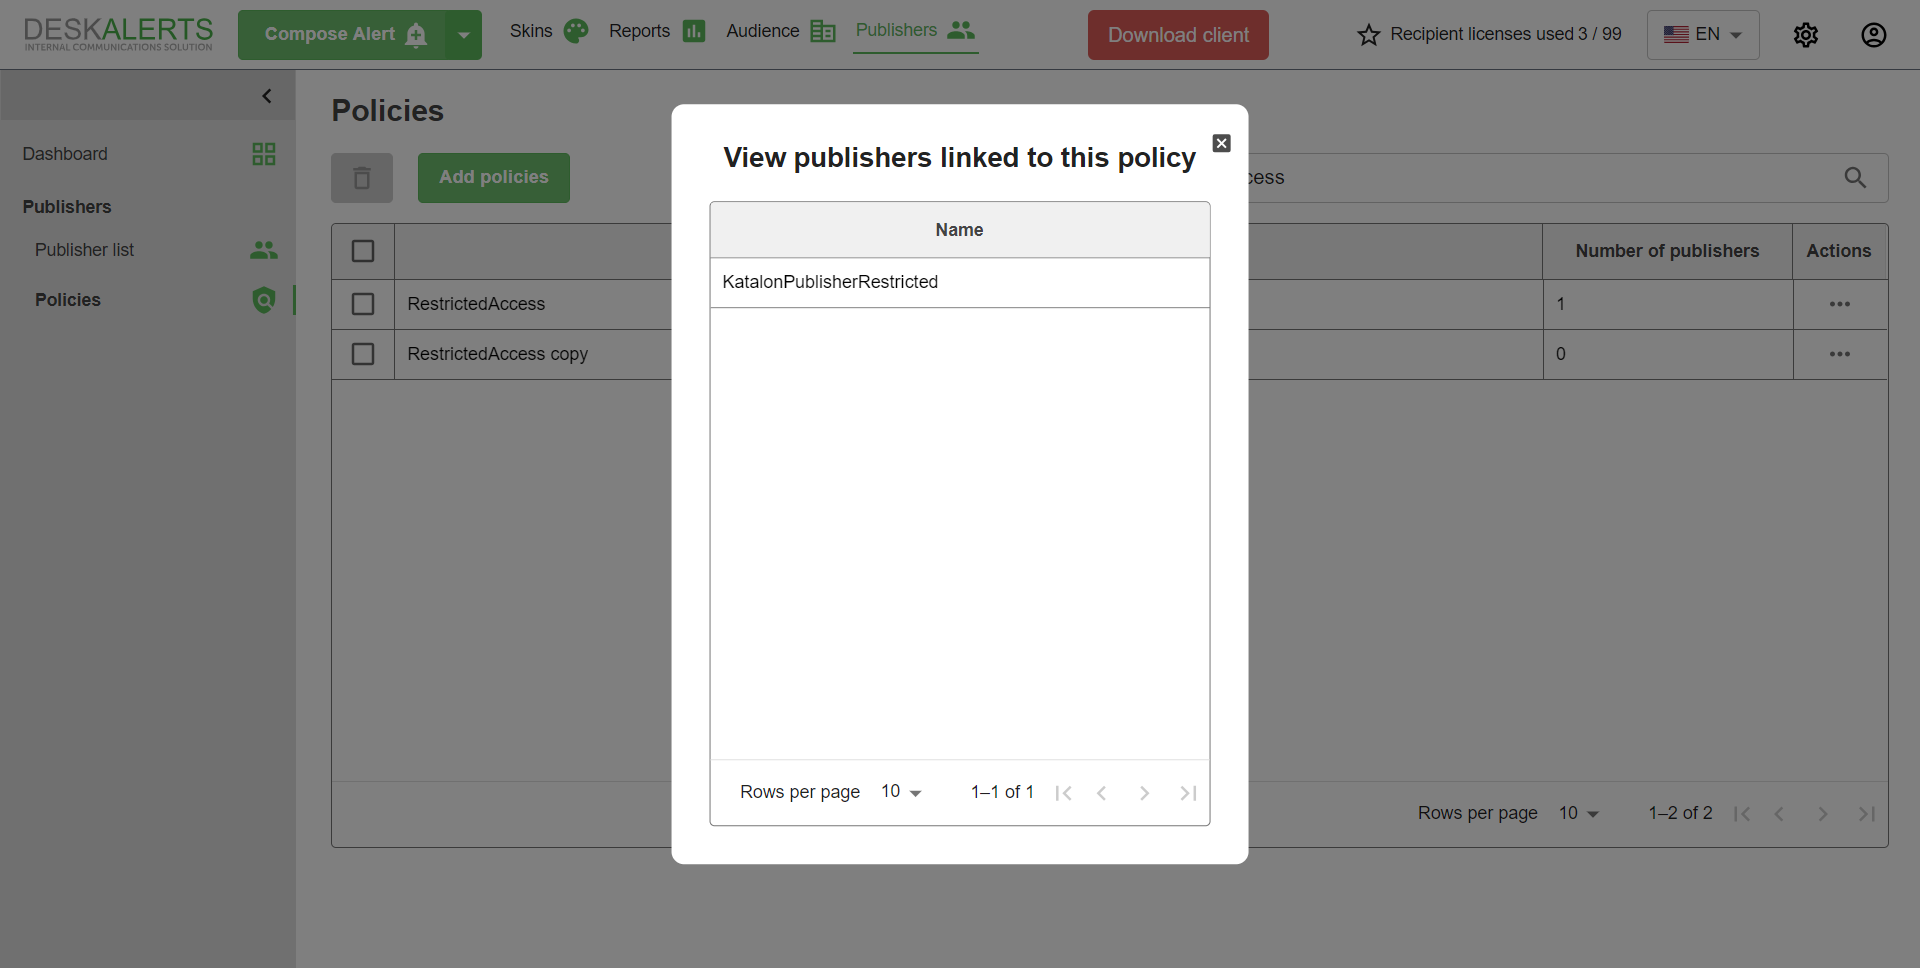 DESKALERTS
INTERNAL COMMUNICATIONS SOLUTION
Compose Alert
Skins
Reports
Audience
Publishers
Download client
Recipient licenses used 3 / 99
EN
Dashboard
Publishers
Publisher list
Policies
Policies
Add policies
cess
Number of publishers
Actions
RestrictedAccess
1
RestrictedAccess copy
0
Rows per page
10
1–2 of 2
View publishers linked to this policy
Name
KatalonPublisherRestricted
Rows per page
10
1–1 of 1